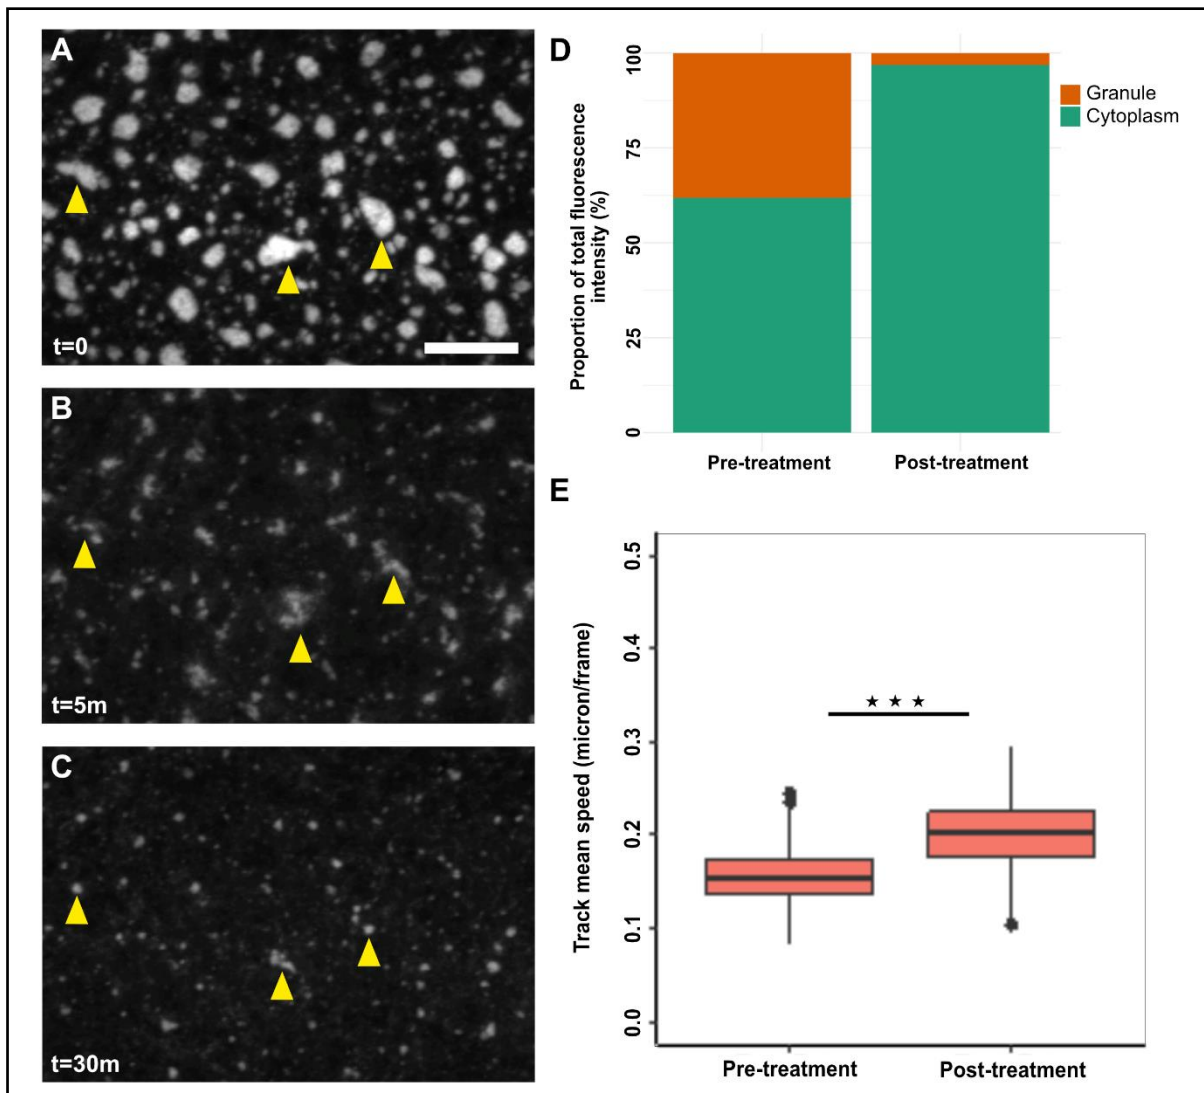 A
t=0
B
t=5m
C
t=30m
D
Proportion of total fluorescence
intensity (%)
100
75
50
25
0
Pre-treatment
Post-treatment
Granule
Cytoplasm
E
Track mean speed (micron/frame)
0.5
0.4
0.3
0.2
0.1
0.0
★ ★ ★
Pre-treatment
Post-treatment